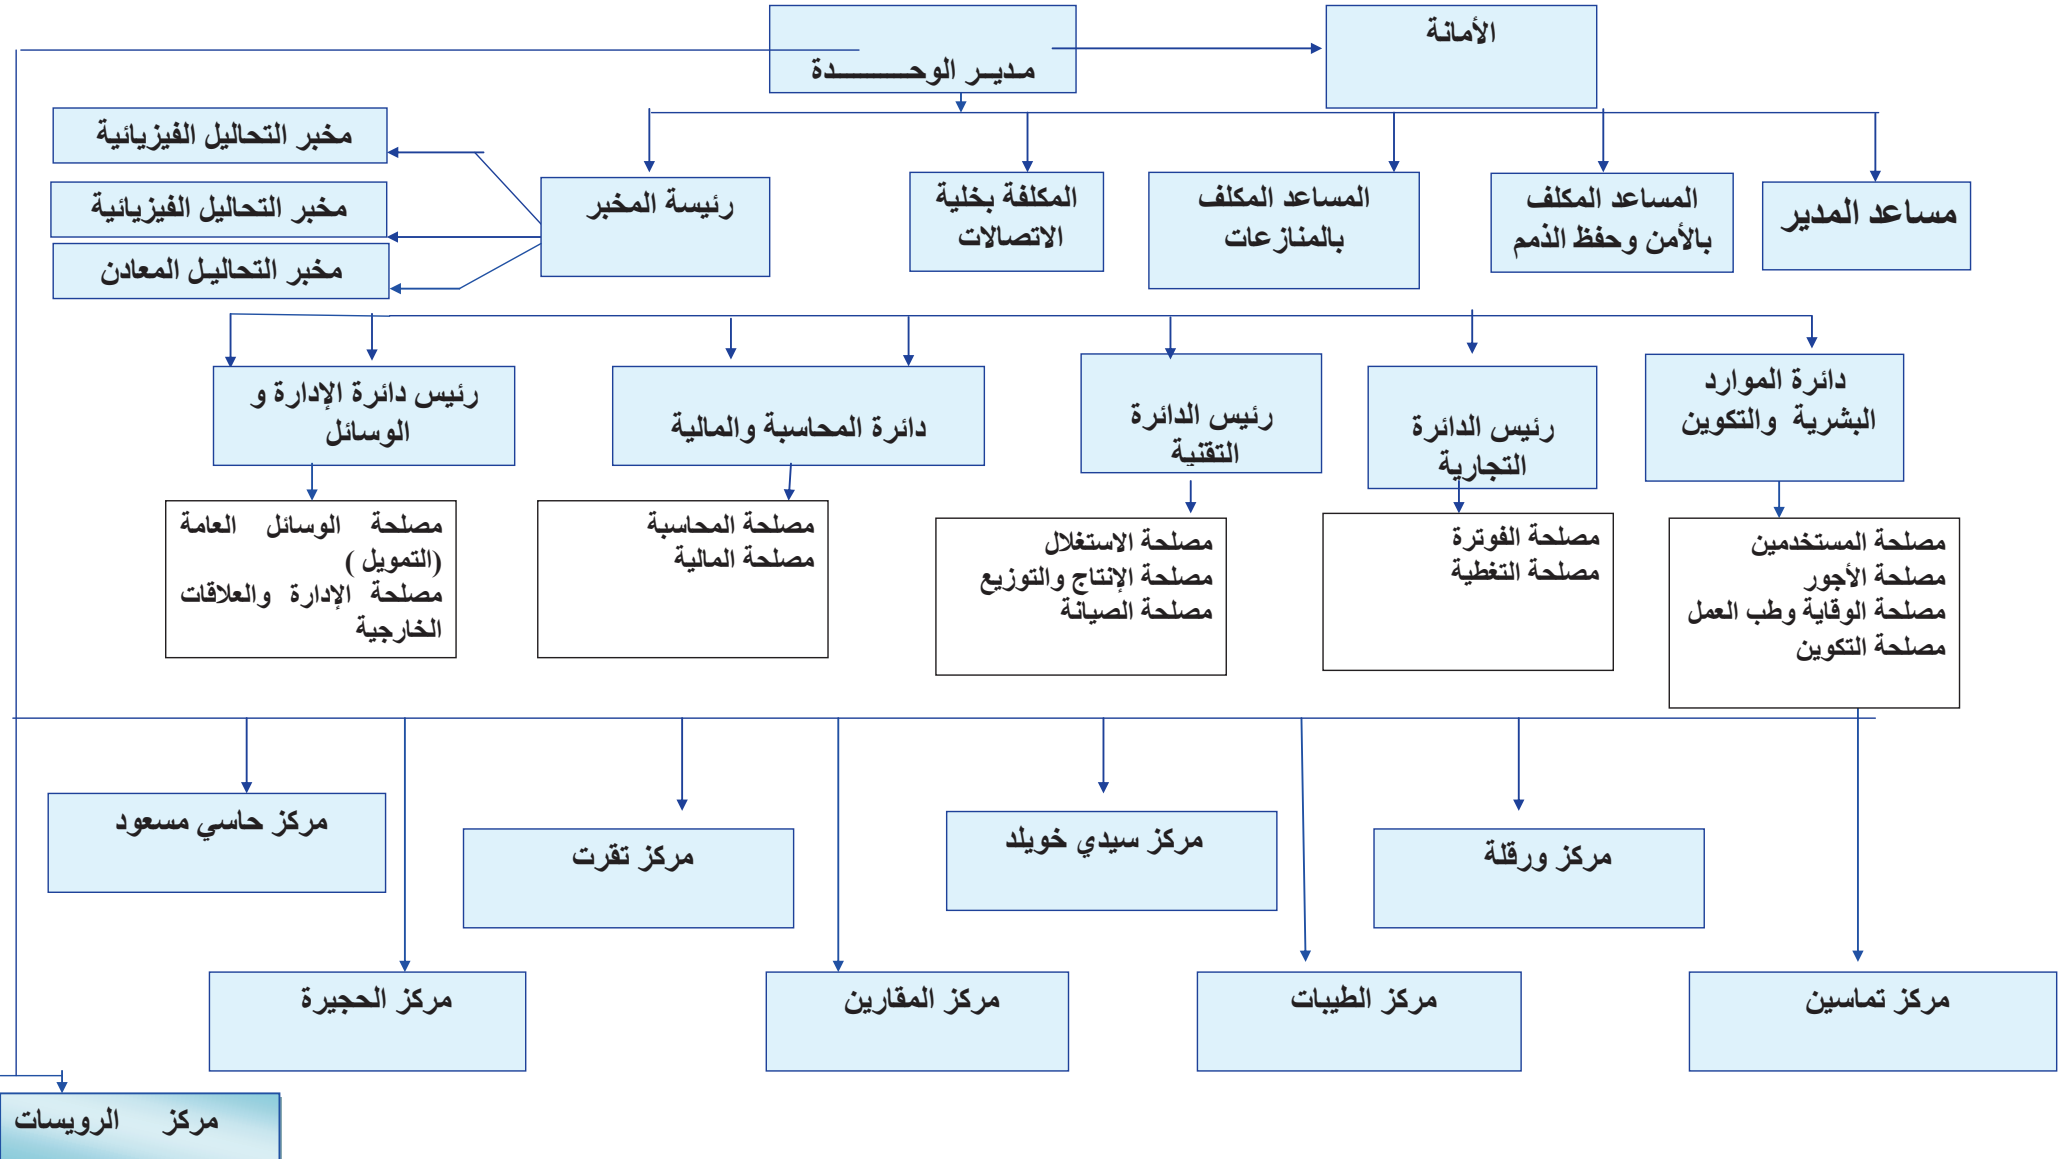 الأمانة
مـديــر الوحــــــــــدة
مساعد المدير
المساعد المكلف
بالأمن وحفظ الذمم
المساعد المكلف
بالمنازعات
المكلفة بخلية
الاتصالات
رئيسة المخبر
مخبر التحاليل الفيزيائية
مخبر التحاليل الفيزيائية
مخبر التحاليـل المعادن
دائرة الموارد
البشرية والتكوين
رئيس الدائرة
التجارية
رئيس الدائرة
التقنية
دائرة المحاسبة والمالية
رئيس دائرة الإدارة و
الوسائل
مصلحة المستخدمين
مصلحة الأجور
مصلحة الوقاية وطب العمل
مصلحة التكوين
مصلحة الفوترة
مصلحة التغطية
مصلحة الاستغلال
مصلحة الإنتاج والتوزيع
مصلحة الصيانة
مصلحة المحاسبة
مصلحة المالية
مصلحة الوسائل العامة
(التمويل )
مصلحة الإدارة والعلاقات
الخارجية
مركز ورقلة
مركز سيدي خويلد
مركز تقرت
مركز حاسي مسعود
مركز تماسين
مركز الطيبات
مركز المقارين
مركز الحجيرة
مركز الرويسات